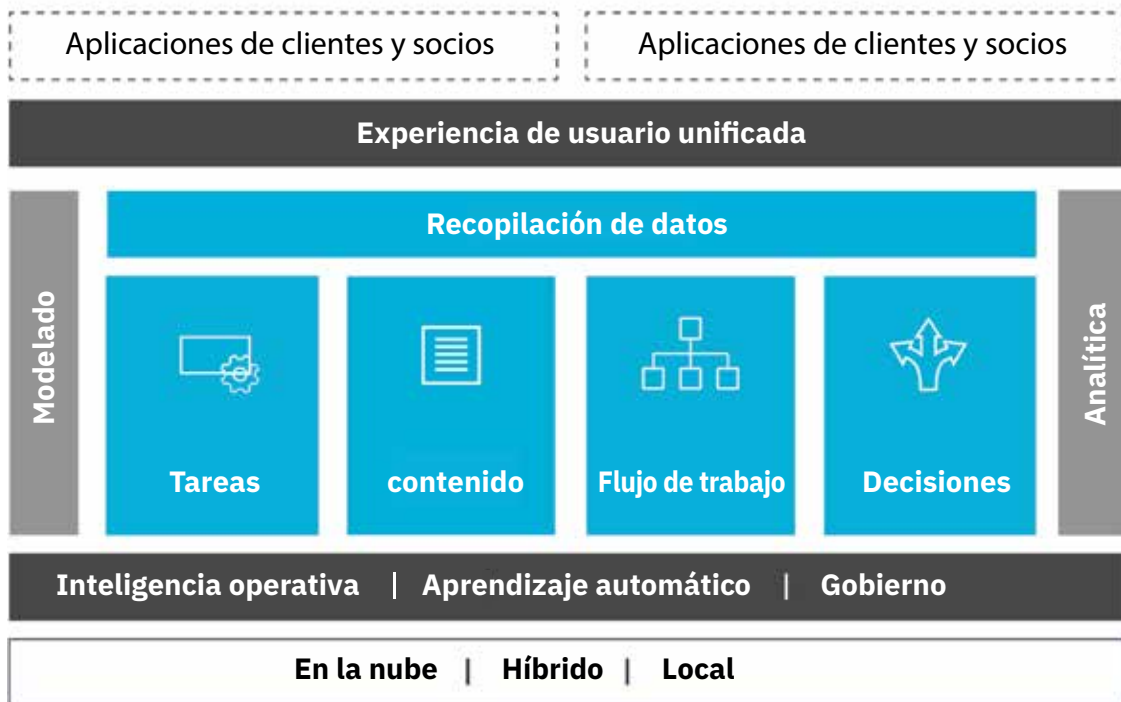 Aplicaciones de clientes y socios
Aplicaciones de clientes y socios
Experiencia de usuario unificada
Modelado
Recopilación de datos
Analítica
Tareas
contenido
Flujo de trabajo
Decisiones
Inteligencia operativa | Aprendizaje automático | Gobierno
En la nube | Híbrido | Local